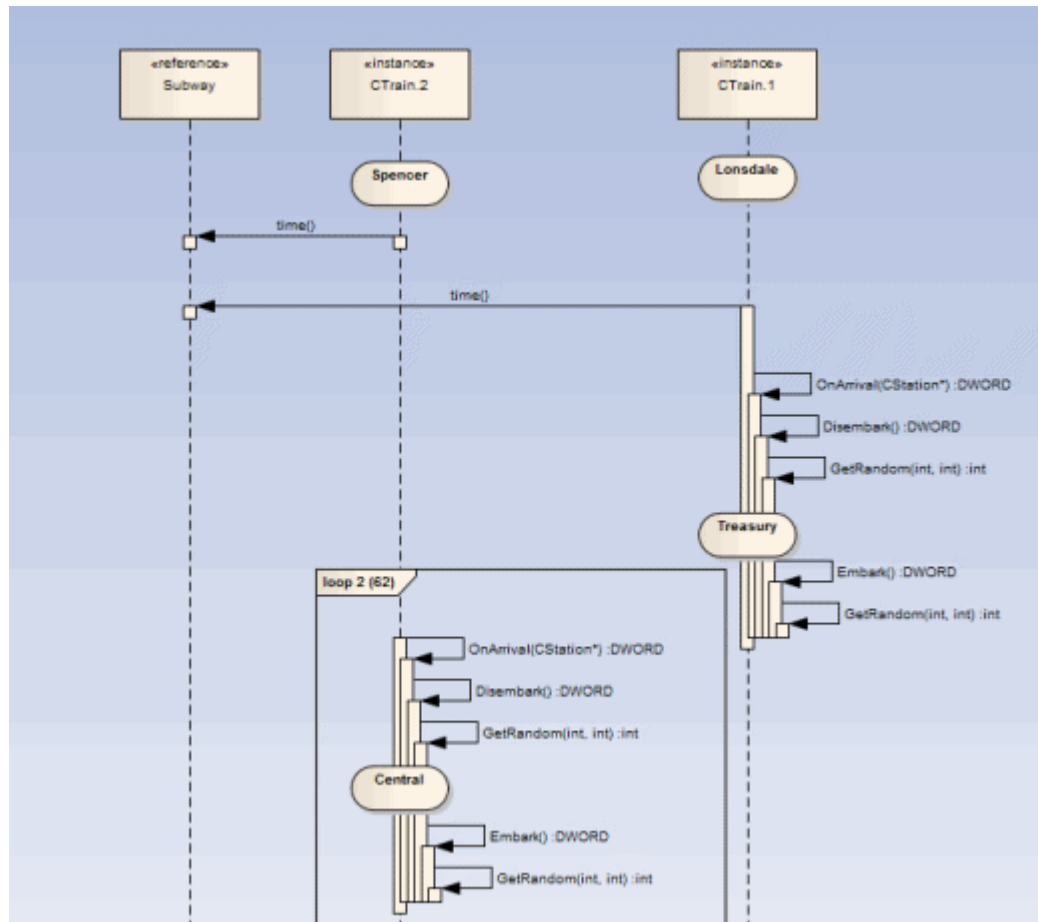 «reference»
Subway
«instance»
CTrain.2
«instance»
CTrain.1
Spencer
Lonsdale
time()
time()
OnArrival(CStation*) :DWORD
Disembark() :DWORD
GetRandom(int, int) :int
Treasury
Embark() :DWORD
GetRandom(int, int) :int
loop 2 (62)
OnArrival(CStation*) :DWORD
Disembark() :DWORD
GetRandom(int, int) :int
Central
Embark() :DWORD
GetRandom(int, int) :int